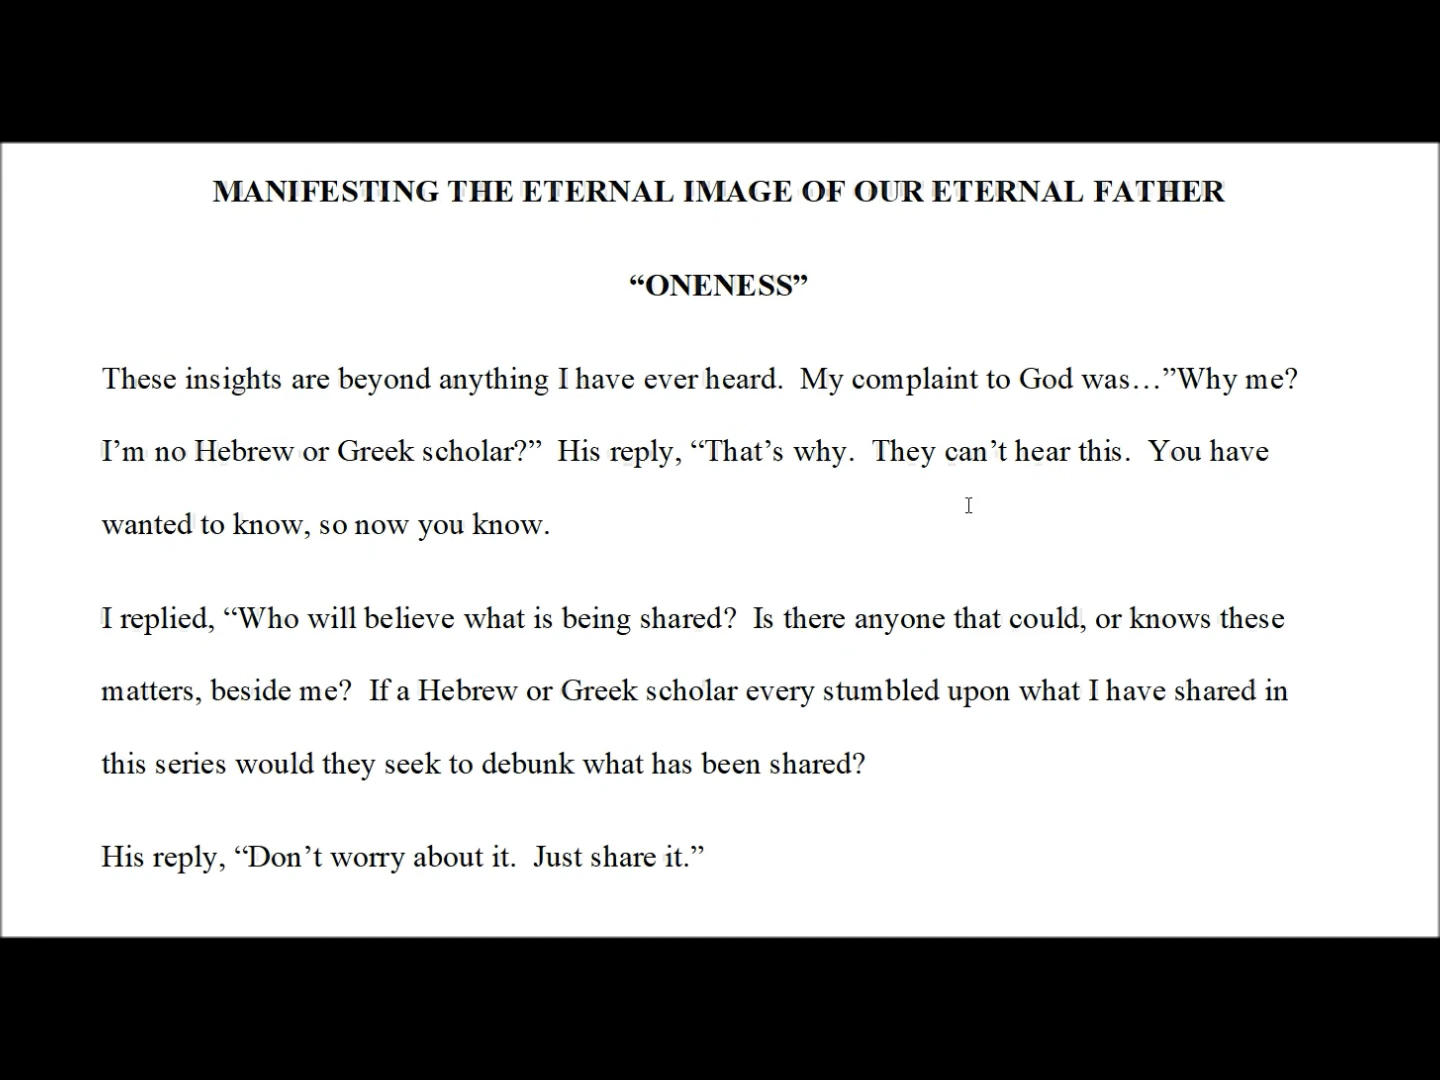 MANIFESTING THE ETERNAL IMAGE OF OUR ETERNAL FATHER
“ONENESS”
These insights are beyond anything I have ever heard.  My complaint to God was…”Why me?
I’m no Hebrew or Greek scholar?”  His reply, “That’s why.  They can’t hear this.  You have
wanted to know, so now you know.
I replied, “Who will believe what is being shared?  Is there anyone that could, or knows these
matters, beside me?  If a Hebrew or Greek scholar every stumbled upon what I have shared in
this series would they seek to debunk what has been shared?
His reply, “Don’t worry about it.  Just share it.”